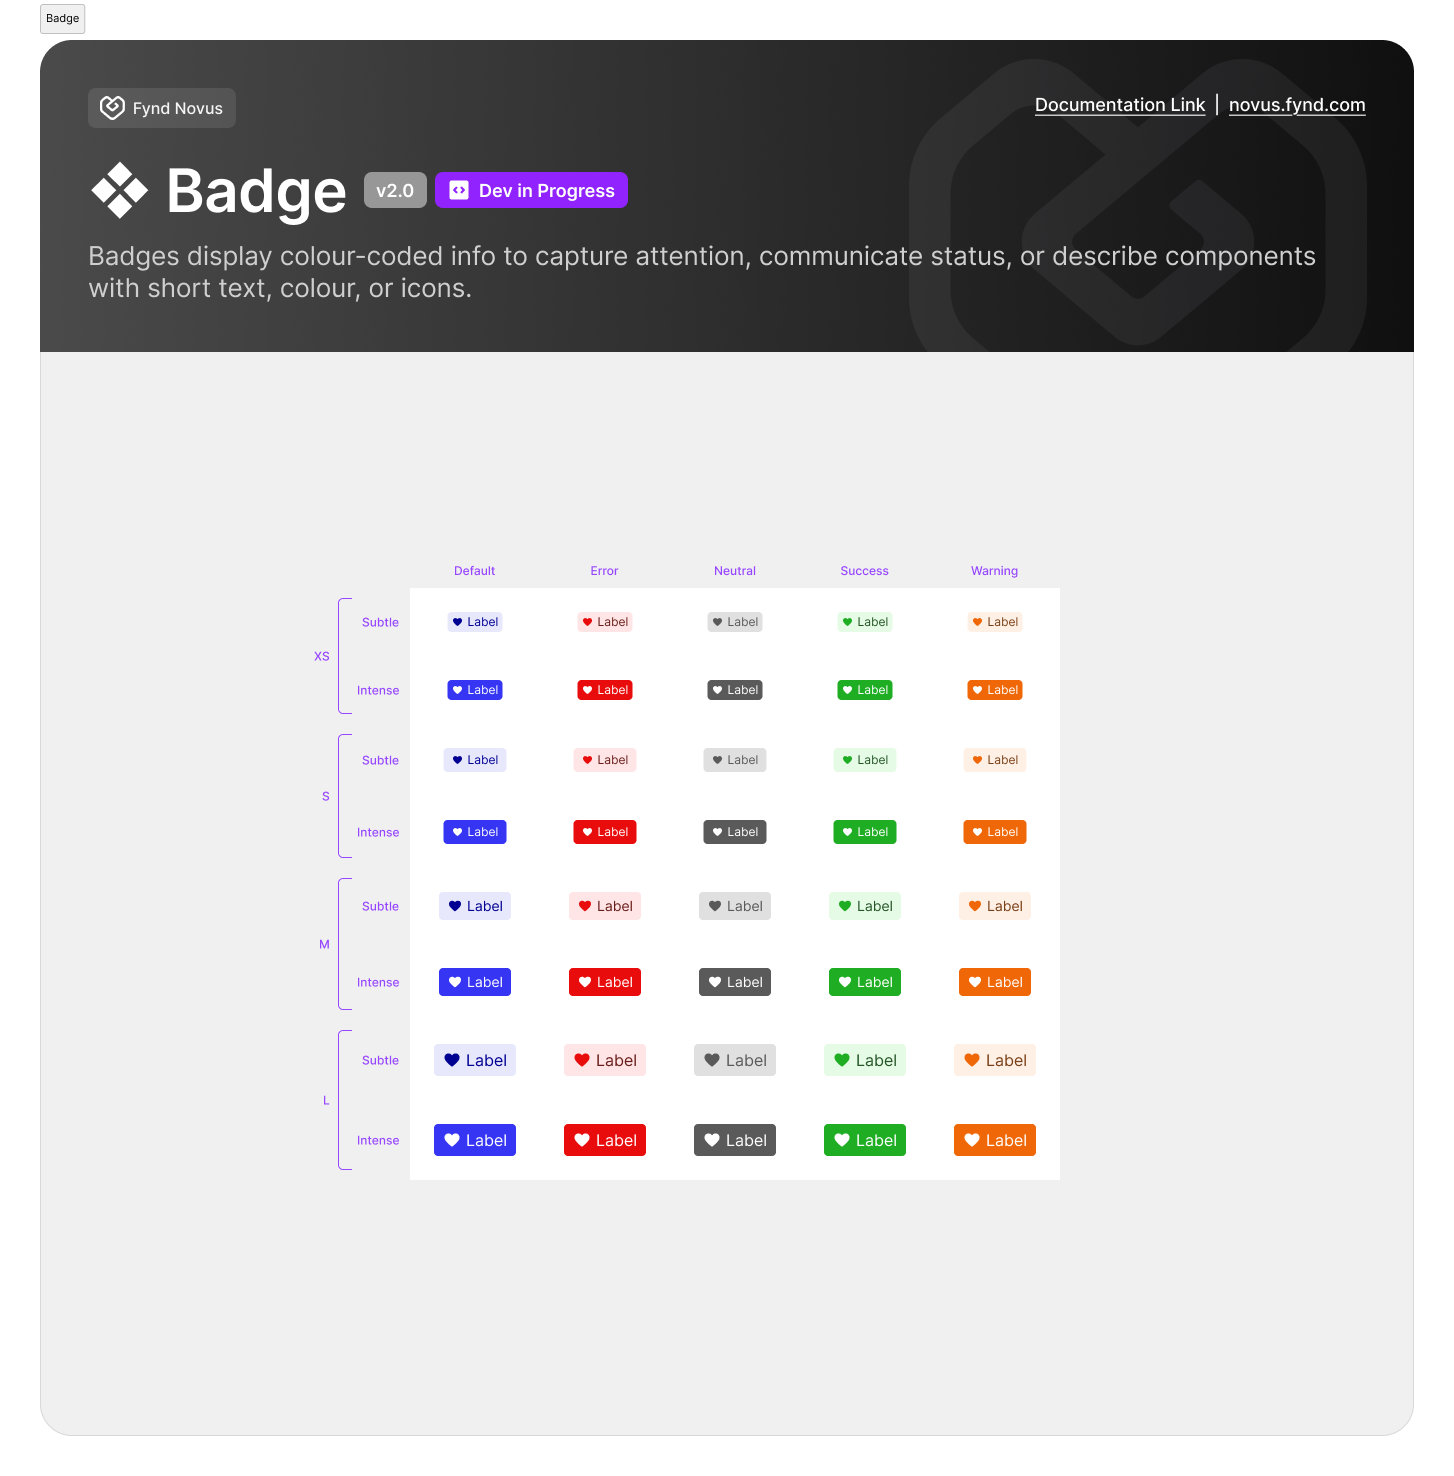 Badge
Fynd Novus
Documentation Link | novus.fynd.com
Badge v2.0 Dev in Progress
Badges display colour-coded info to capture attention, communicate status, or describe components
with short text, colour, or icons.
Default Error Neutral Success Warning
XS
Subtle Label Label Label Label Label
Intense Label Label Label Label Label
S
Subtle Label Label Label Label Label
Intense Label Label Label Label Label
M
Subtle Label Label Label Label Label
Intense Label Label Label Label Label
L
Subtle Label Label Label Label Label
Intense Label Label Label Label Label